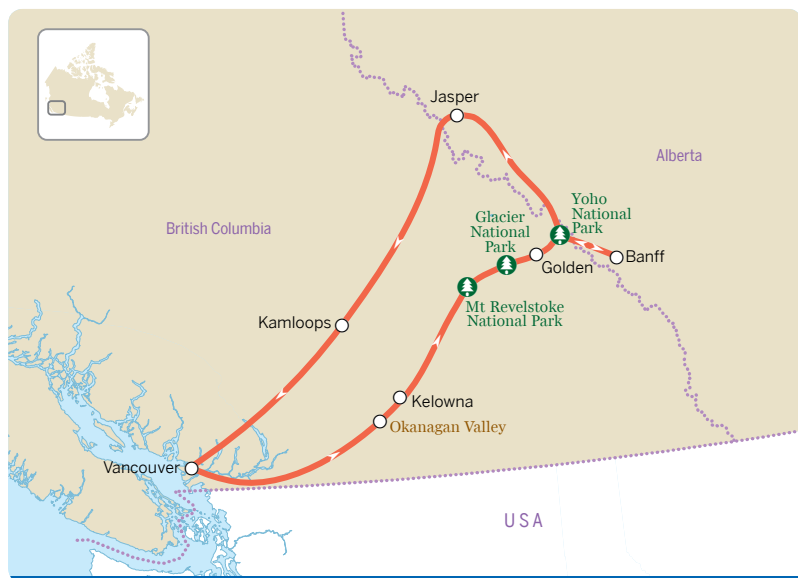 Jasper
Alberta
Yoho
National
Park
Glacier
National
Park
British Columbia
Banff
Golden
Mt Revelstoke
National Park
Kamloops
Kelowna
Okanagan Valley
Vancouver
USA